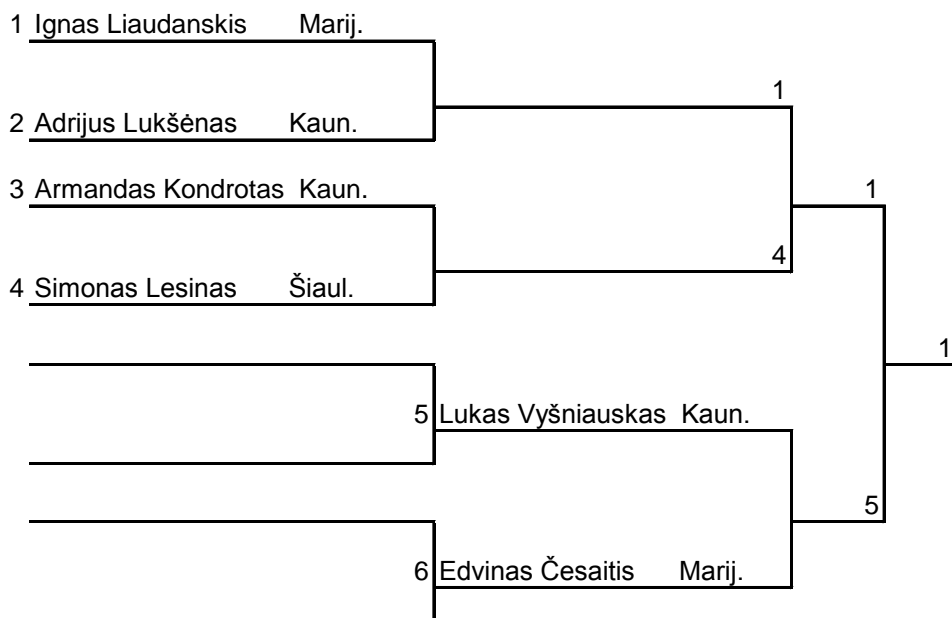 1 Ignas Liaudanskis Marij.
1
2 Adrijus Lukšėnas Kaun.
3 Armandas Kondrotas Kaun.
1
4
4 Simonas Lesinas Šiaul.
1
5 Lukas Vyšniauskas Kaun.
5
6 Edvinas Česaitis Marij.